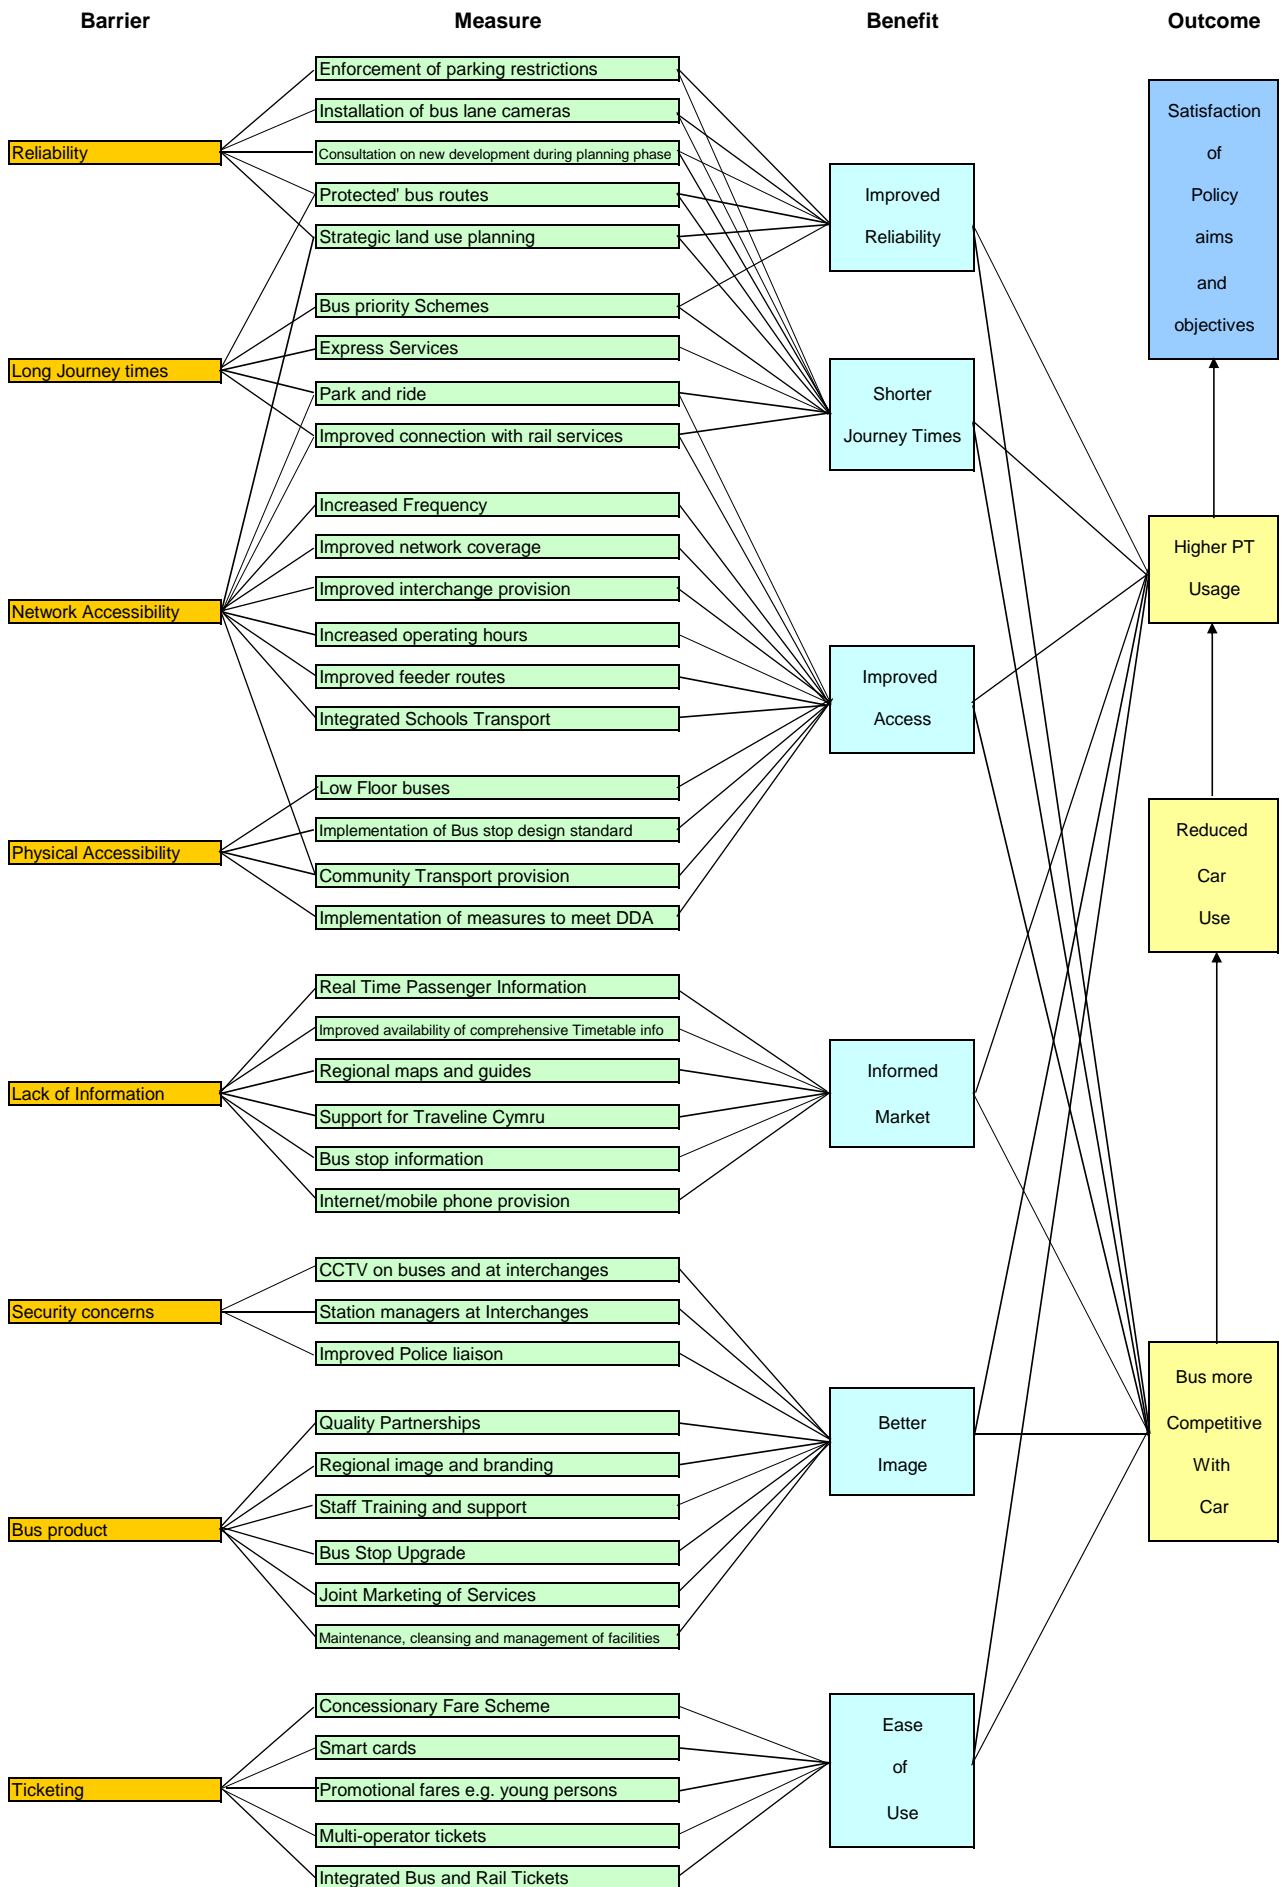 Barrier
Measure
Benefit
Outcome
Enforcement of parking restrictions
Installation of bus lane cameras
Reliability
Consultation on new development during planning phase
Protected' bus routes
Strategic land use planning
Improved
Reliability
Satisfaction
of
Policy
aims
and
objectives
Bus priority Schemes
Express Services
Long Journey times
Park and ride
Improved connection with rail services
Shorter
Journey Times
Increased Frequency
Improved network coverage
Improved interchange provision
Network Accessibility
Increased operating hours
Improved feeder routes
Integrated Schools Transport
Higher PT
Usage
Improved
Access
Low Floor buses
Implementation of Bus stop design standard
Physical Accessibility
Community Transport provision
Implementation of measures to meet DDA
Reduced
Car
Use
Real Time Passenger Information
Improved availability of comprehensive Timetable info
Regional maps and guides
Lack of Information
Support for Traveline Cymru
Bus stop information
Internet/mobile phone provision
Informed
Market
CCTV on buses and at interchanges
Security concerns
Station managers at Interchanges
Improved Police liaison
Quality Partnerships
Regional image and branding
Staff Training and support
Bus product
Bus Stop Upgrade
Joint Marketing of Services
Maintenance, cleansing and management of facilities
Better
Image
Bus more
Competitive
With
Car
Concessionary Fare Scheme
Smart cards
Ticketing
Promotional fares e.g. young persons
Multi-operator tickets
Integrated Bus and Rail Tickets
Ease
of
Use